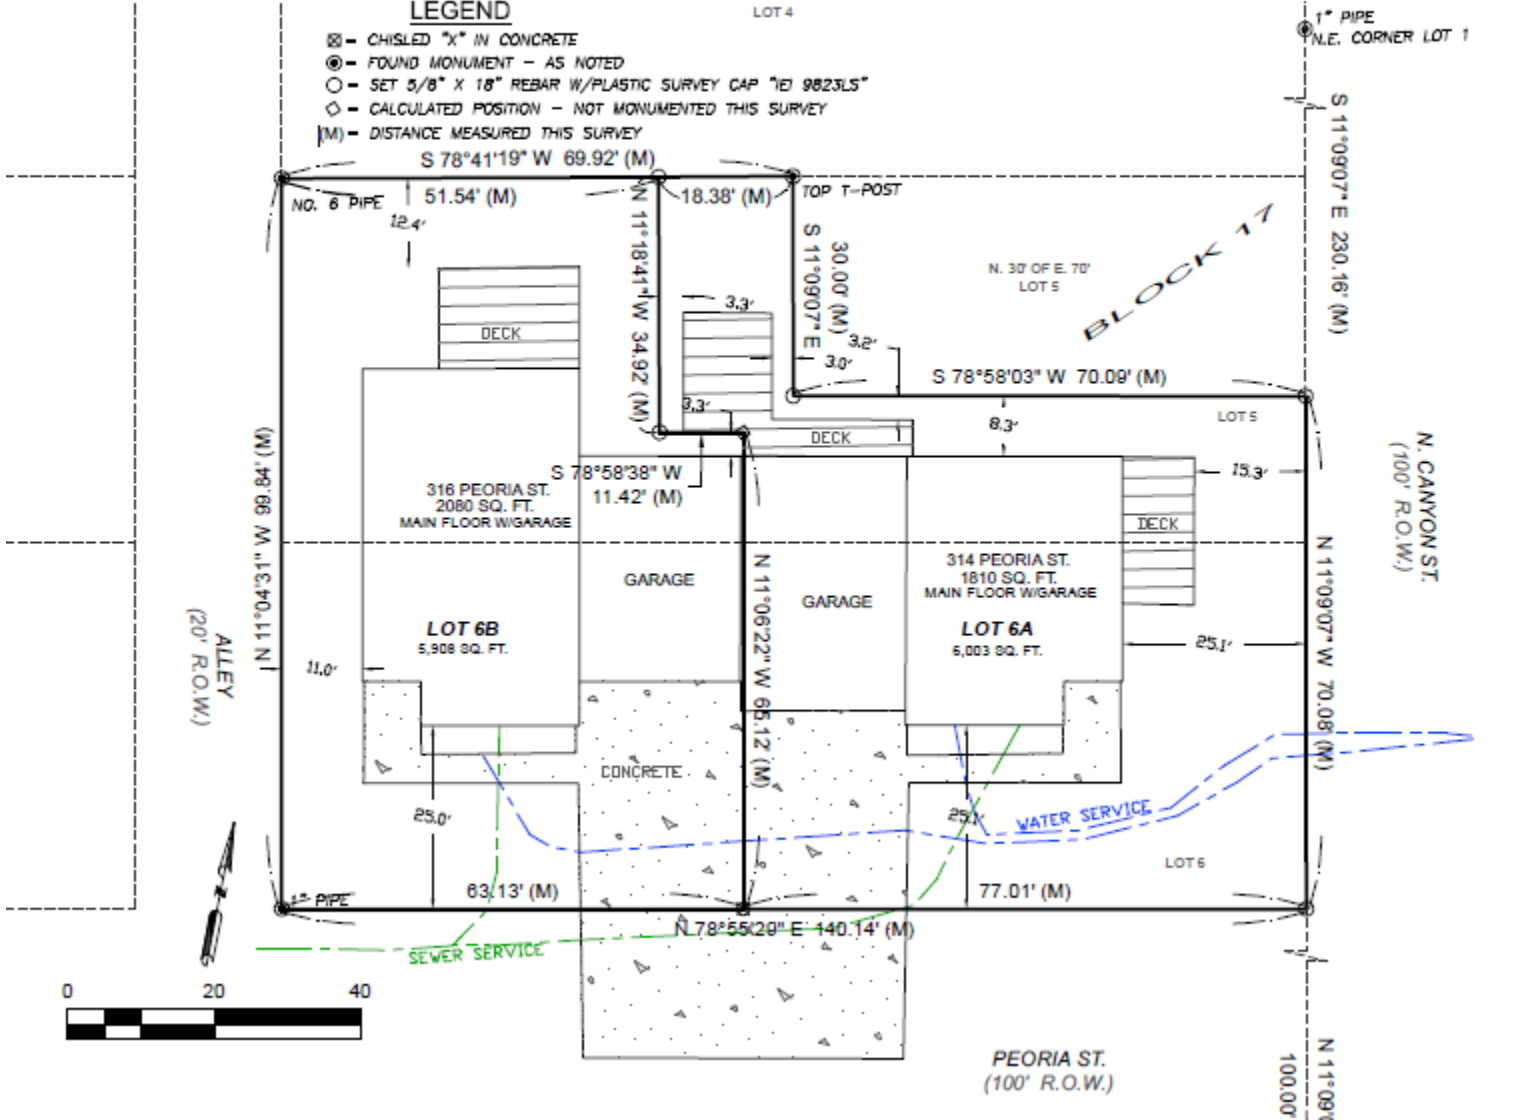 LEGEND
LOT 4
1" PIPE
N.E. CORNER LOT 1
CHISLED "X" IN CONCRETE
FOUND MONUMENT - AS NOTED
SET 5/8" X 18" REBAR W/PLASTIC SURVEY CAP "IEI 9823LS"
CALCULATED POSITION - NOT MONUMENTED THIS SURVEY
(M) - DISTANCE MEASURED THIS SURVEY
S 11°09'07" E 230.16' (M)
S 78°41'19" W 69.92' (M)
51.54' (M)
18.38' (M)
TOP T-POST
NO. 6 PIPE
12.4'
N 11°18'41" W 34.92' (M)
S 11°09'07" E
30.00' (M)
BLOCK 17
N. 30' OF E. 70'
LOT 5
3.3'
DECK
3.2'
3.0'
S 78°58'03" W 70.09' (M)
3.3'
LOT 5
8.3'
DECK
S 78°58'38" W
11.42' (M)
15.3'
N. CANYON ST.
(100' R.O.W.)
316 PEORIA ST.
2080 SQ. FT.
MAIN FLOOR W/GARAGE
DECK
N 11°04'31" W 99.84' (M)
GARAGE
N 11°06'22" W 65.12' (M)
GARAGE
314 PEORIA ST.
1810 SQ. FT.
MAIN FLOOR W/GARAGE
N 11°09'07" W 70.08' (M)
LOT 6B
5,908 SQ. FT.
LOT 6A
6,003 SQ. FT.
25.1'
ALLEY
(20' R.O.W.)
11.0'
CONCRETE
25.0'
25.1'
WATER SERVICE
LOT 6
1" PIPE
63.13' (M)
77.01' (M)
N 78°55'29" E 140.14' (M)
SEWER SERVICE
0 20 40
PEORIA ST.
(100' R.O.W.)
100.00'